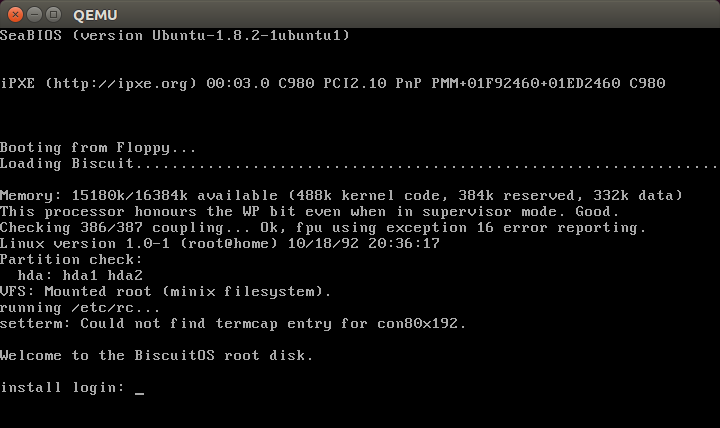 QEMU
SeaBIOS (version Ubuntu-1.8.2-1ubuntu1)
iPXE (http://ipxe.org) 00:03.0 C980 PCI2.10 PnP PMM+01F92460+01ED2460 C980
Booting from Floppy...
Loading Biscuit.........................................................................
Memory: 15180k/16384k available (488k kernel code, 384k reserved, 332k data)
This processor honours the WP bit even when in supervisor mode. Good.
Checking 386/387 coupling... Ok, fpu using exception 16 error reporting.
Linux version 1.0-1 (root@home) 10/18/92 20:36:17
Partition check:
  hda: hda1 hda2
VFS: Mounted root (minix filesystem).
running /etc/rc...
setterm: Could not find termcap entry for con80x192.
Welcome to the BiscuitOS root disk.
install login: _